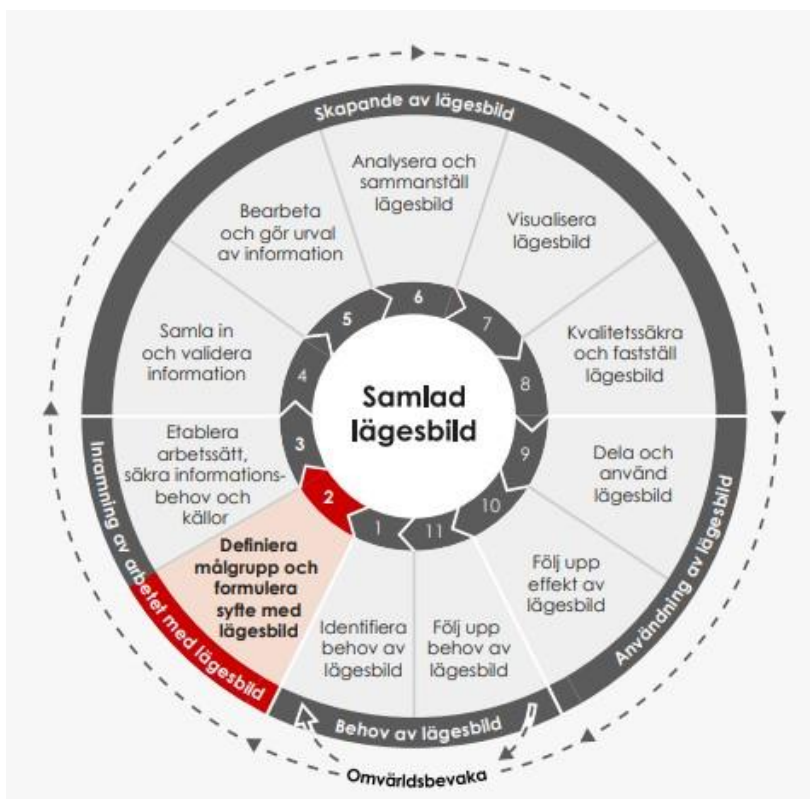 Skapande av lägesbild
Analysera och
sammanställ
lägesbild
Bearbeta
och gör urval
av information
Visualisera
lägesbild
Samla in
och validera
information
Kvalitetssäkra
och fastställ
lägesbild
6
5
7
4
8
Samlad
lägesbild
3
9
2
10
1
11
Etablera
arbetssätt,
säkra informations-
behov och
källor
Dela och
använd
lägesbild
Definiera
målgrupp och
formulera
syfte med
lägesbild
Följ upp
effekt av
lägesbild
Identifiera
behov av
lägesbild
Följ upp
behov av
lägesbild
Inramning av arbetet med lägesbild
Användning av lägesbild
Behov av lägesbild
Omvärldsbevaka